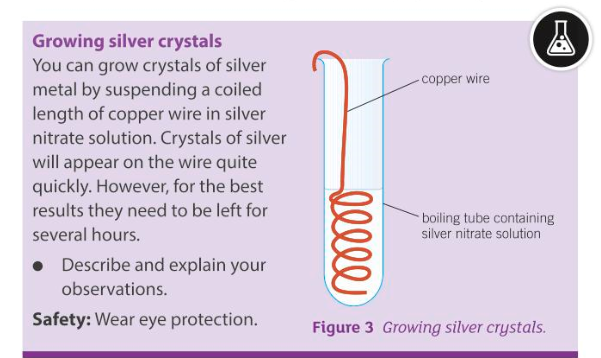 Growing silver crystals
You can grow crystals of silver
metal by suspending a coiled
length of copper wire in silver
nitrate solution. Crystals of silver
will appear on the wire quite
quickly. However, for the best
results they need to be left for
several hours.
● Describe and explain your
observations.
Safety: Wear eye protection.
copper wire
boiling tube containing
silver nitrate solution
Figure 3 Growing silver crystals.